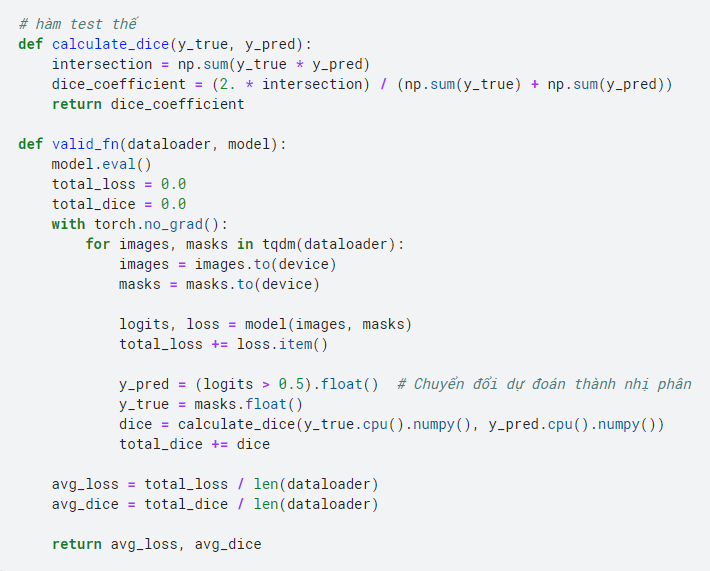 # hàm test thế
def calculate_dice(y_true, y_pred):
    intersection = np.sum(y_true * y_pred)
    dice_coefficient = (2. * intersection) / (np.sum(y_true) + np.sum(y_pred))
    return dice_coefficient

def valid_fn(dataloader, model):
    model.eval()
    total_loss = 0.0
    total_dice = 0.0
    with torch.no_grad():
        for images, masks in tqdm(dataloader):
            images = images.to(device)
            masks = masks.to(device)

            logits, loss = model(images, masks)
            total_loss += loss.item()

            y_pred = (logits > 0.5).float()  # Chuyển đổi dự đoán thành nhị phân
            y_true = masks.float()
            dice = calculate_dice(y_true.cpu().numpy(), y_pred.cpu().numpy())
            total_dice += dice

    avg_loss = total_loss / len(dataloader)
    avg_dice = total_dice / len(dataloader)

    return avg_loss, avg_dice